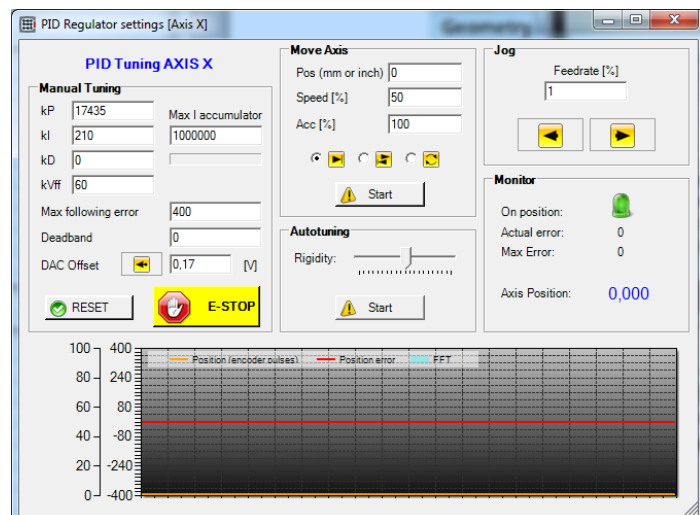 PID Regulator settings [Axis X]
Geometry
PID Tuning AXIS X
Manual Tuning
kP 17435
Max I accumulator
kI 210 1000000
kD 0
kVff 60
Max following error 400
Deadband 0
DAC Offset 0,17 [V]
RESET E-STOP
Move Axis
Pos (mm or inch) 0
Speed [%] 50
Acc [%] 100
Start
Autotuning
Rigidity:
Start
Jog
Feedrate [%]
1
Monitor
On position:
Actual error: 0
Max Error: 0
Axis Position: 0,000
Position (encoder pulses) Position error FFT
100 400
80 240
60 80
40 -80
20 -240
0 -400